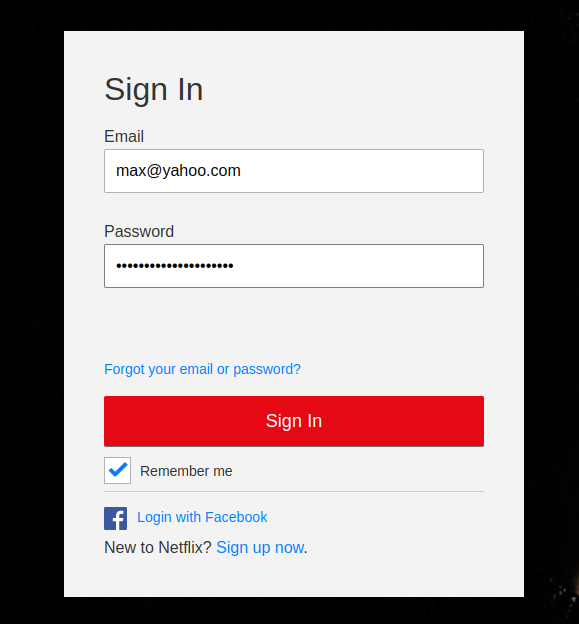 Sign In
Email
max@yahoo.com
Password
•••••••••••••••••••••
Forgot your email or password?
Sign In
Remember me
Login with Facebook
New to Netflix? Sign up now.